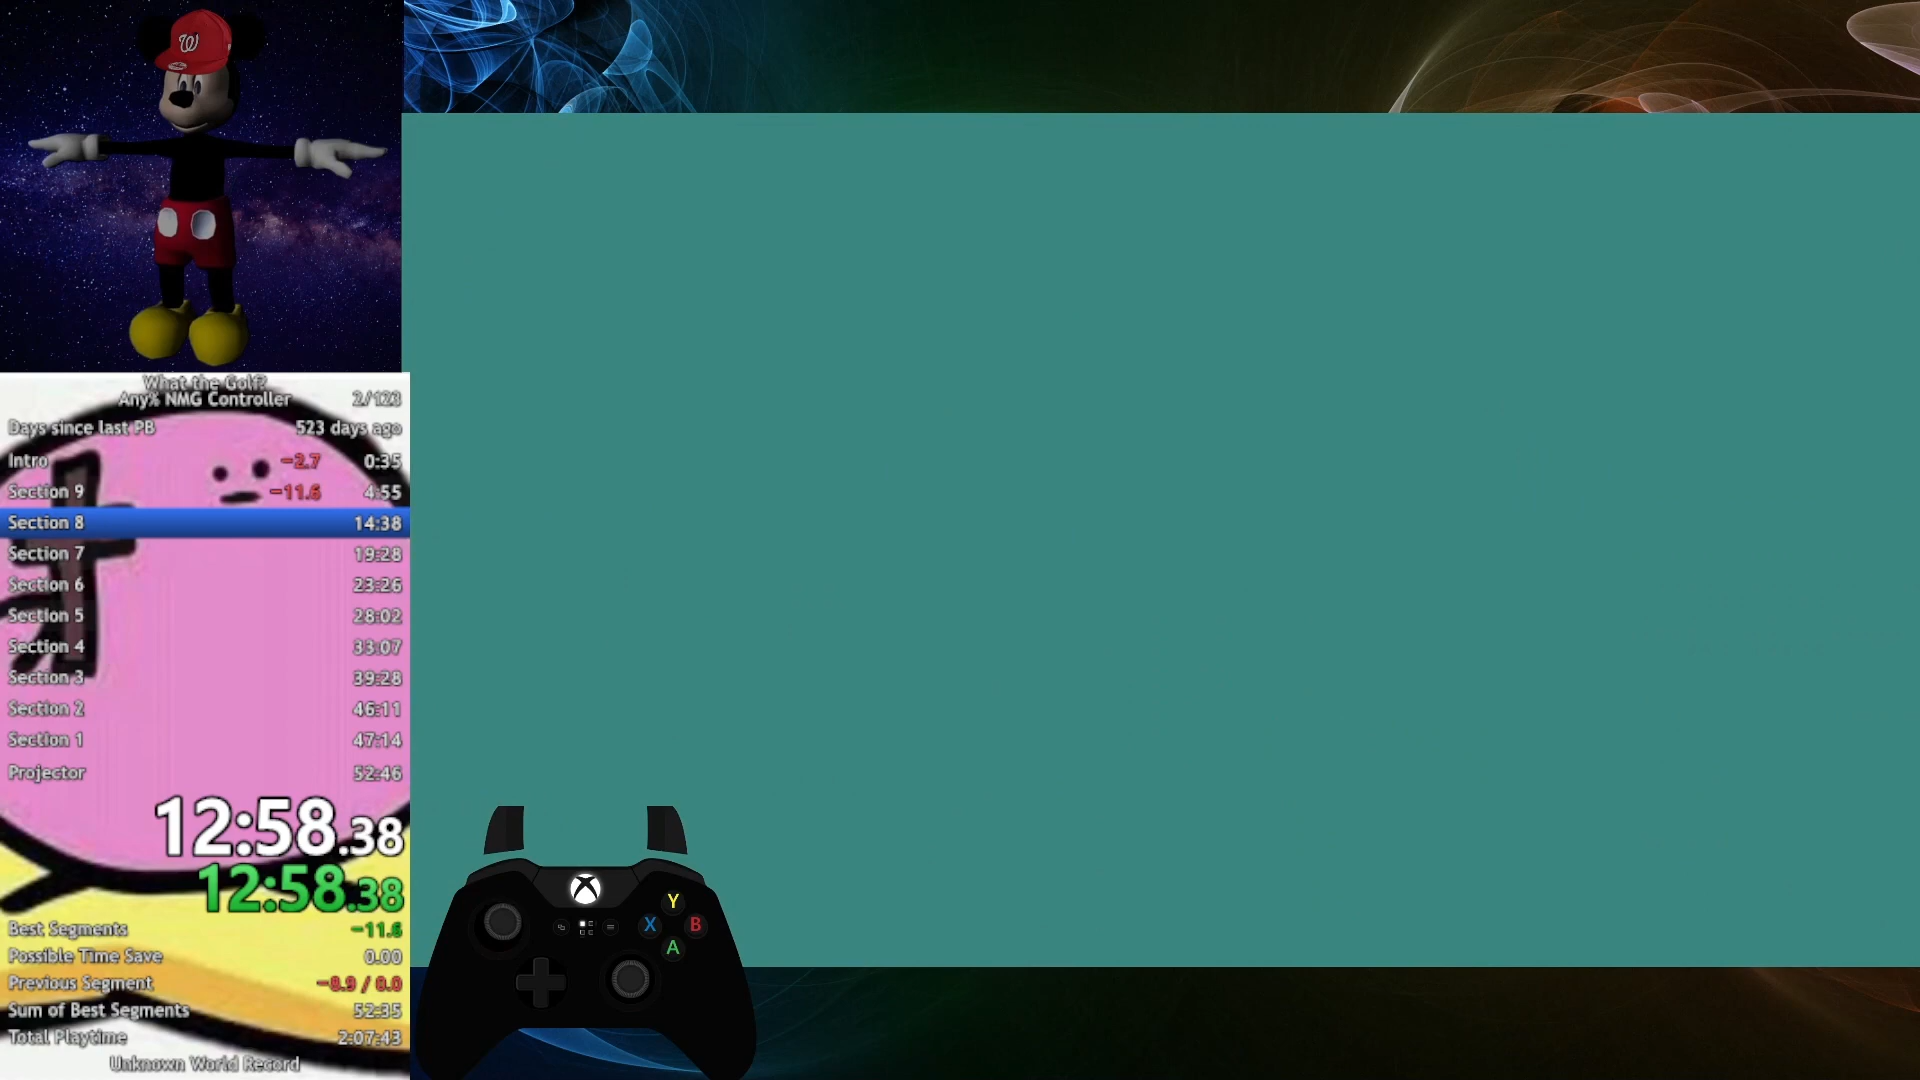 W
What the Golf?
Any% NMG Controller 2/123
Days since last PB 523 days ago
Intro −2.7 0:35
Section 9 −11.6 4:55
Section 8 14:38
Section 7 19:28
Section 6 23:26
Section 5 28:02
Section 4 33:07
Section 3 39:28
Section 2 46:11
Section 1 47:14
Projector 52:46
12:58.38
12:58.38
Best Segments −11.6
Possible Time Save 0.00
Previous Segment −8.9 / 0.0
Sum of Best Segments 52:35
Total Playtime 2:07:43
Unknown World Record
Y
X B
A